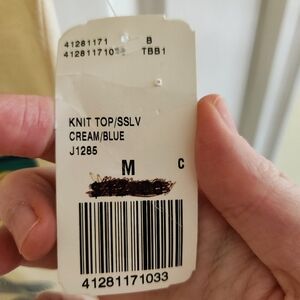 41281171 B
TBB1
KNIT TOP/SSLV
CREAM/BLUE
J1285
M C
41281171033